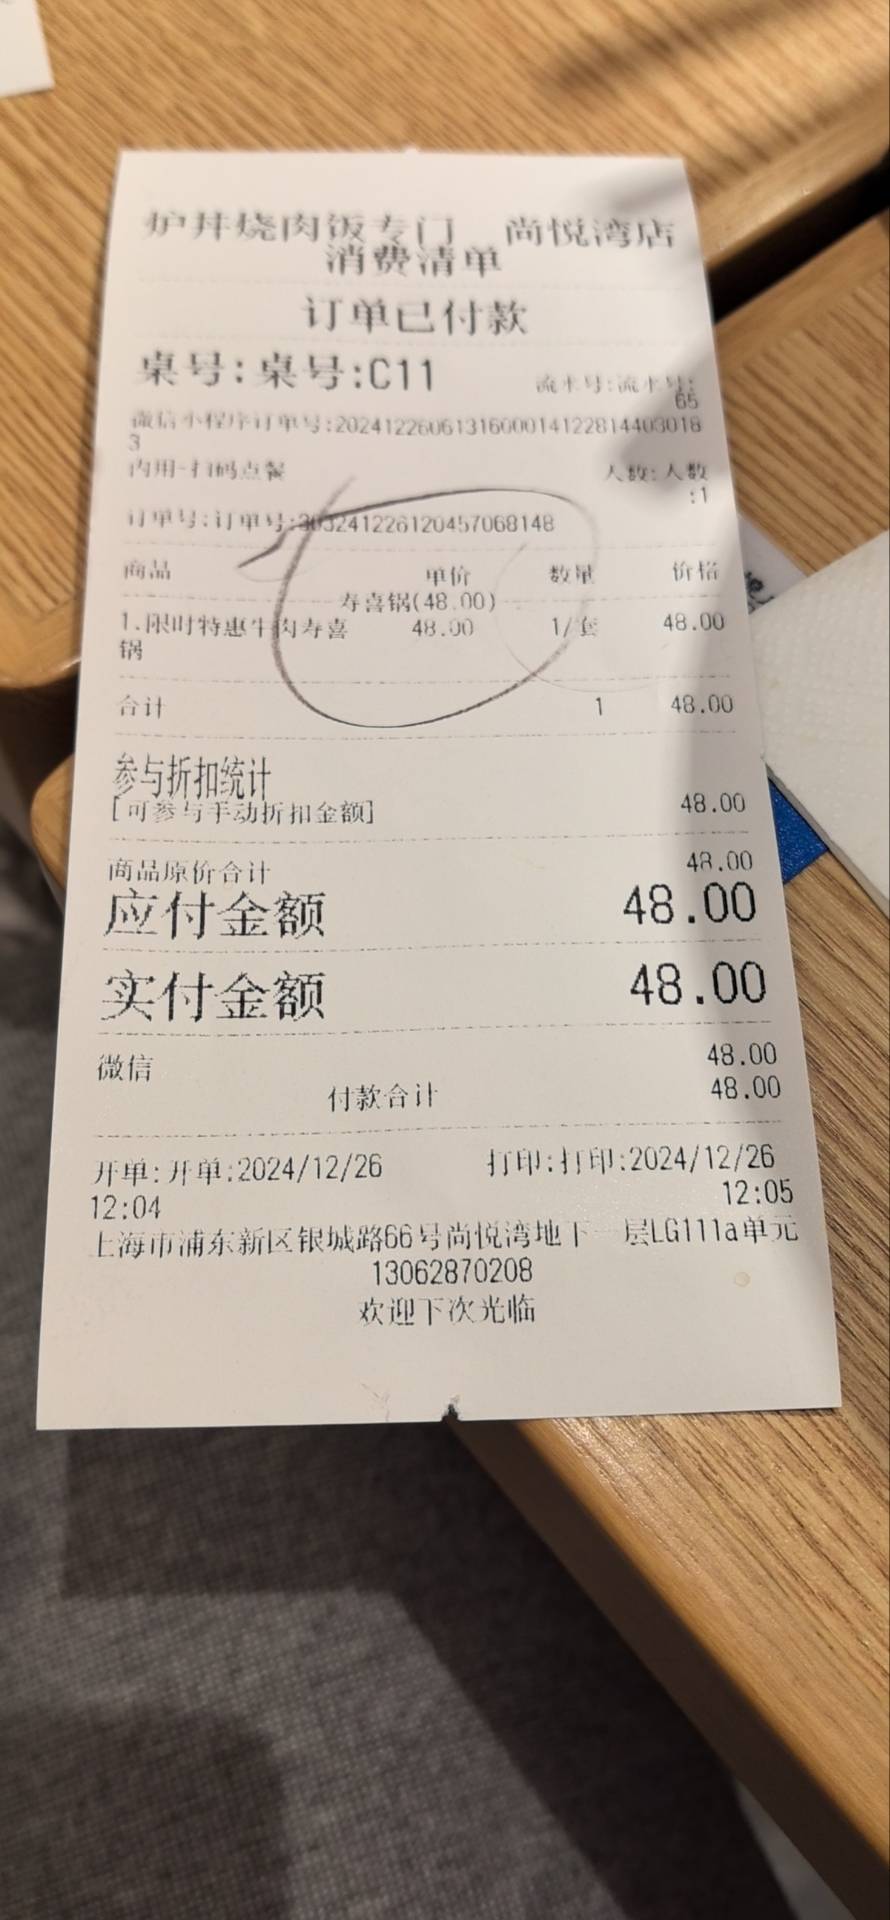 炉丼烧肉饭专门 尚悦湾店
消费清单
订单已付款
桌号:桌号:C11 流水号:流水号:
65
微信小程序订单号:2024122606131600014122814403018
3
内用-扫码点餐 人数:人数
:1
订单号:订单号:303241226120457068148
商品 单价 数量 价格
寿喜锅(48.00)
1.限时特惠牛肉寿喜 48.00 1/套 48.00
锅
合计 1 48.00
参与折扣统计
[可参与手动折扣金额] 48.00
商品原价合计 48.00
应付金额 48.00
实付金额 48.00
微信 48.00
付款合计 48.00
开单:开单:2024/12/26 打印:打印:2024/12/26
12:04 12:05
上海市浦东新区银城路66号尚悦湾地下一层LG111a单元
13062870208
欢迎下次光临